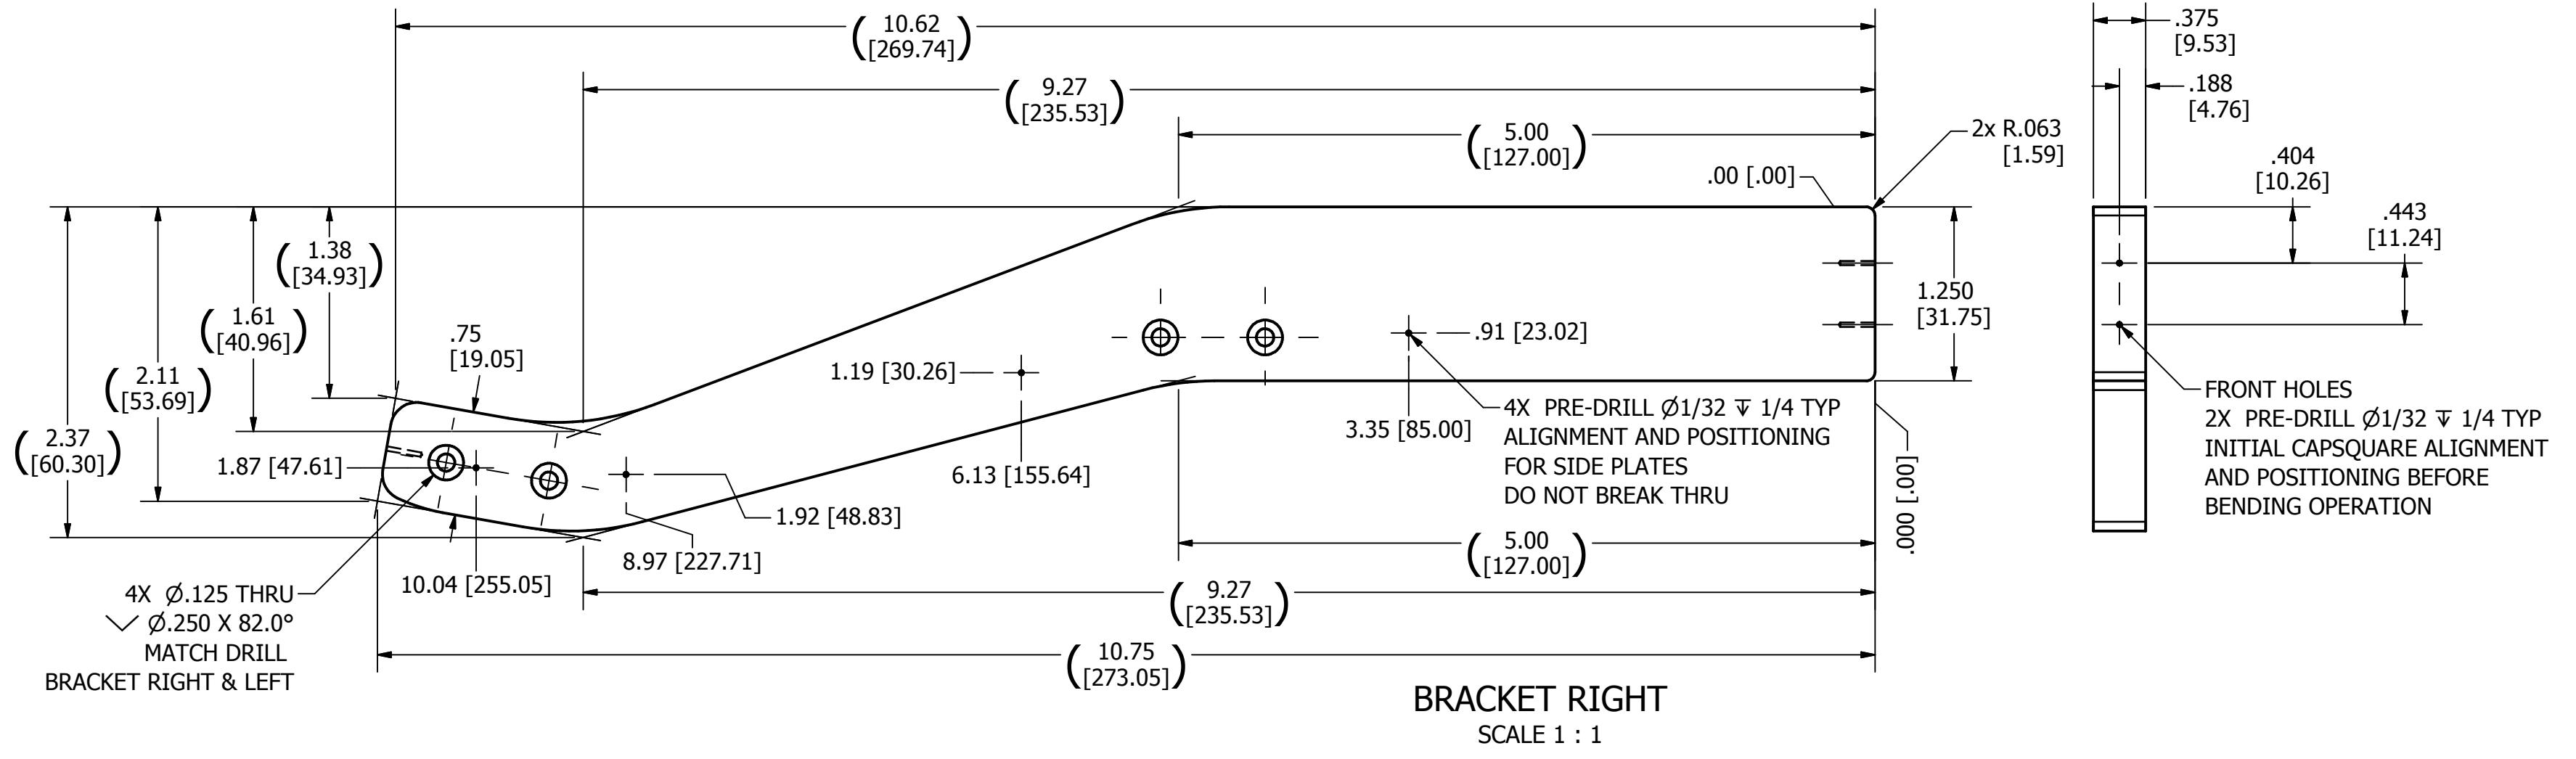 (10.62
[269.74])
(9.27
[235.53])
(5.00
[127.00])
.00 [.00]
2x R.063
[1.59]
.375
[9.53]
.188
[4.76]
.404
[10.26]
.443
[11.24]
(1.38
[34.93])
(1.61
[40.96])
(2.11
[53.69])
(2.37
[60.30])
.75
[19.05]
1.87 [47.61]
1.19 [30.26]
.91 [23.02]
1.250
[31.75]
3.35 [85.00]
6.13 [155.64]
1.92 [48.83]
8.97 [227.71]
10.04 [255.05]
4X PRE-DRILL Ø1/32 ↧ 1/4 TYP
ALIGNMENT AND POSITIONING
FOR SIDE PLATES
DO NOT BREAK THRU
.000 [.00]
FRONT HOLES
2X PRE-DRILL Ø1/32 ↧ 1/4 TYP
INITIAL CAPSQUARE ALIGNMENT
AND POSITIONING BEFORE
BENDING OPERATION
4X Ø.125 THRU
⌵ Ø.250 X 82.0°
MATCH DRILL
BRACKET RIGHT & LEFT
(5.00
[127.00])
(9.27
[235.53])
(10.75
[273.05])
BRACKET RIGHT
SCALE 1 : 1